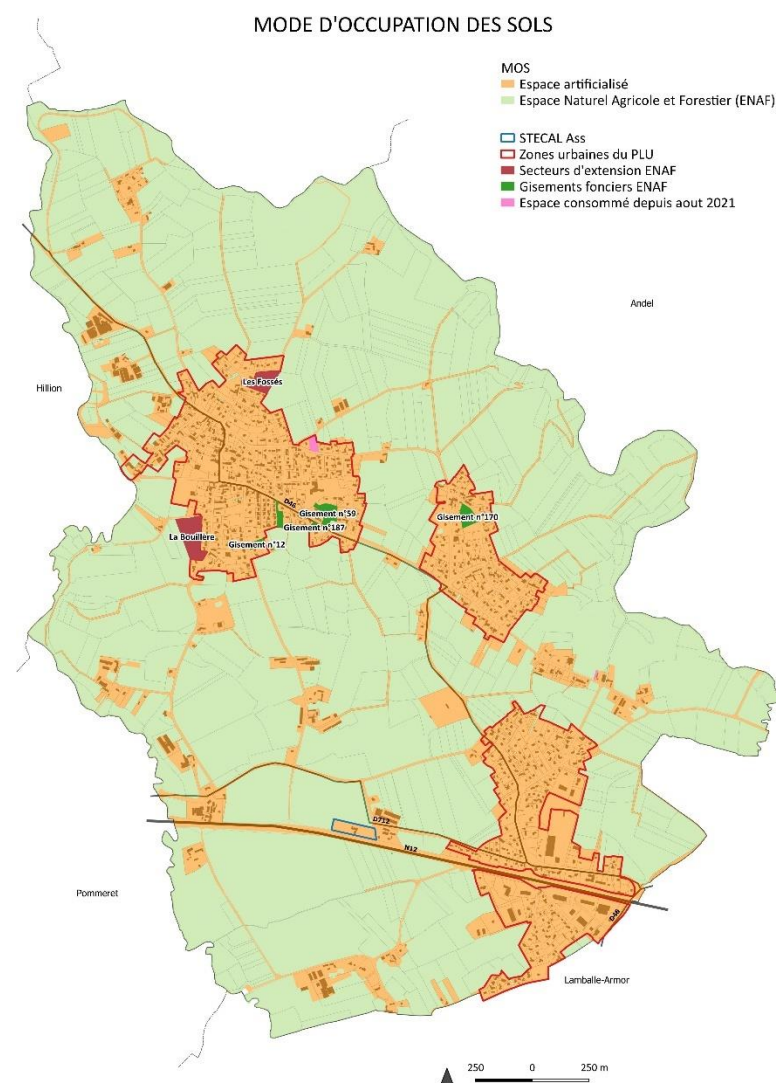 MODE D'OCCUPATION DES SOLS
MOS
Espace artificialisé
Espace Naturel Agricole et Forestier (ENAF)
STECAL Ass
Zones urbaines du PLU
Secteurs d'extension ENAF
Gisements fonciers ENAF
Espace consommé depuis aout 2021
Andel
Hillion
Les Fossés
D46
Gisement n°59
Gisement n°187
Gisement n°170
La Bouillère
Gisement n°12
D712
N12
Pommeret
D46
Lamballe-Armor
250 0 250 m